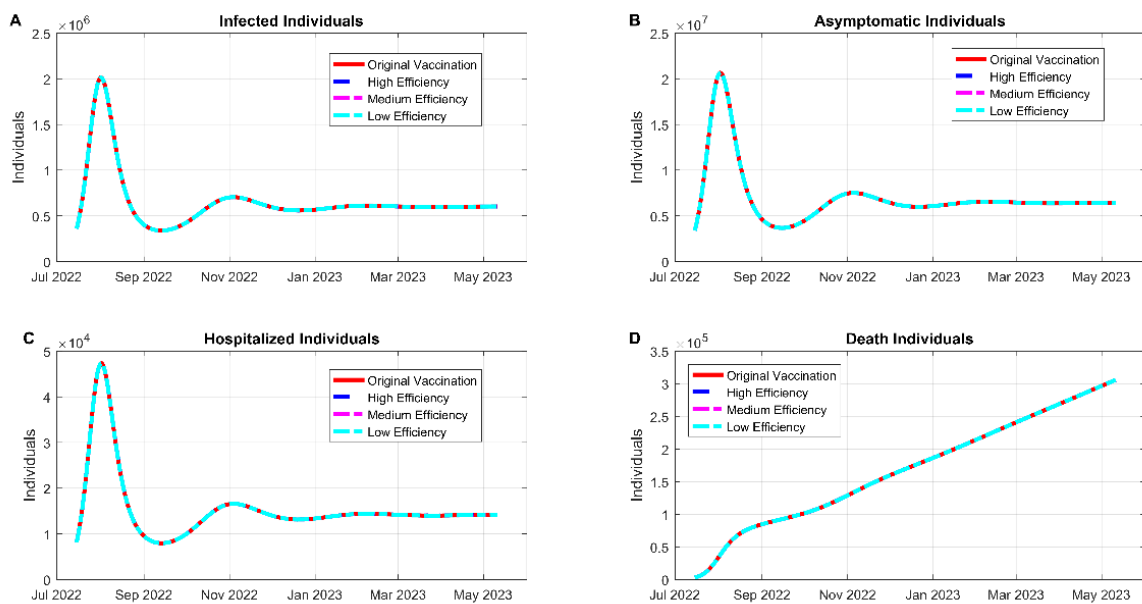 A
Infected Individuals
×10^6
2.5
2
1.5
1
0.5
0
Individuals
Jul 2022 Sep 2022 Nov 2022 Jan 2023 Mar 2023 May 2023
Original Vaccination
High Efficiency
Medium Efficiency
Low Efficiency
B
Asymptomatic Individuals
×10^7
2.5
2
1.5
1
0.5
0
Individuals
Jul 2022 Sep 2022 Nov 2022 Jan 2023 Mar 2023 May 2023
Original Vaccination
High Efficiency
Medium Efficiency
Low Efficiency
C
Hospitalized Individuals
×10^4
5
4
3
2
1
0
Individuals
Jul 2022 Sep 2022 Nov 2022 Jan 2023 Mar 2023 May 2023
Original Vaccination
High Efficiency
Medium Efficiency
Low Efficiency
D
Death Individuals
×10^5
3.5
3
2.5
2
1.5
1
0.5
0
Individuals
Jul 2022 Sep 2022 Nov 2022 Jan 2023 Mar 2023 May 2023
Original Vaccination
High Efficiency
Medium Efficiency
Low Efficiency